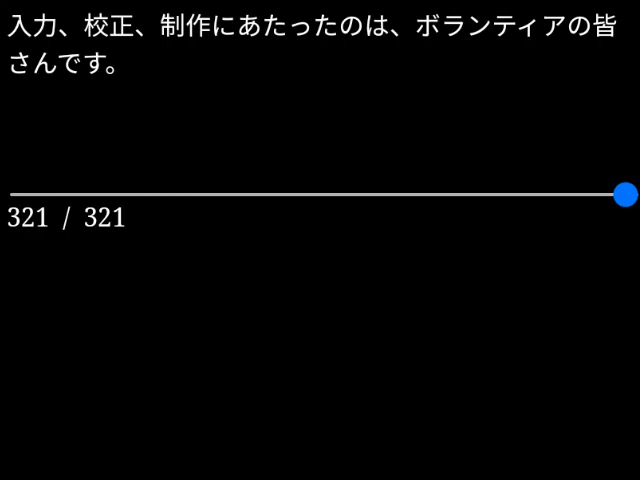 入力、校正、制作にあたったのは、ボランティアの皆
さんです。
321 / 321